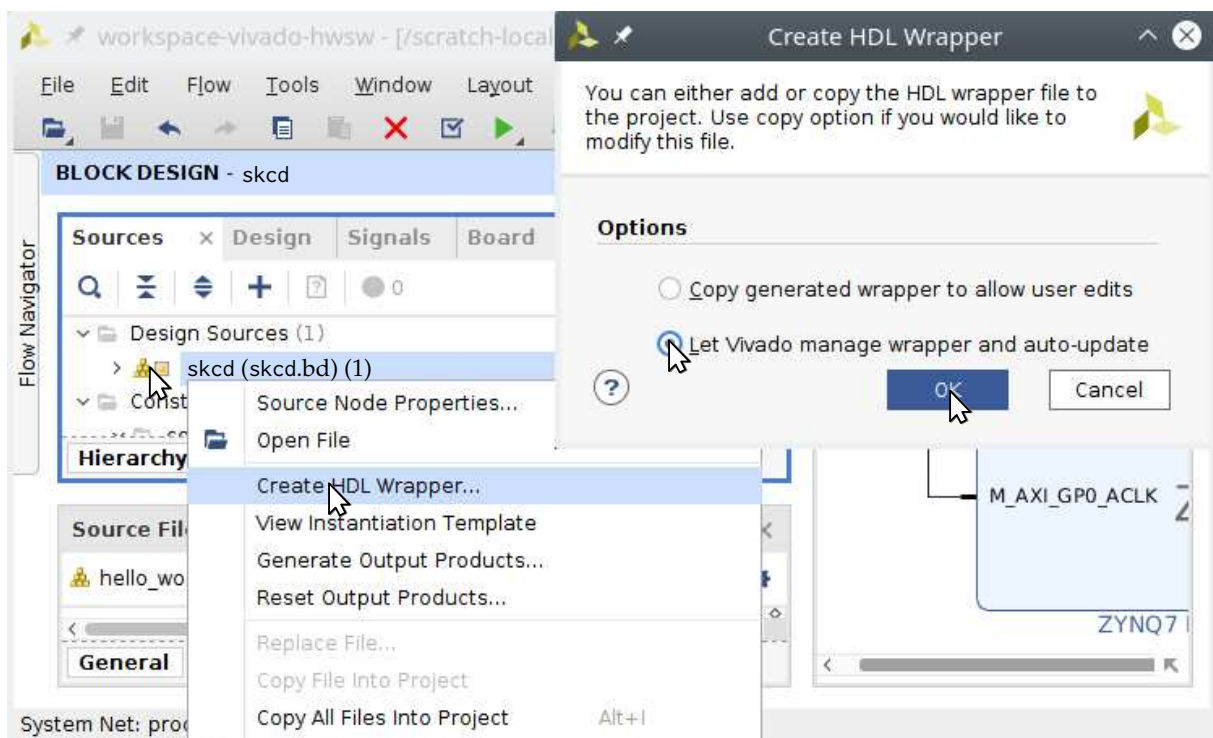 workspace-vivado-hwsw - [/scratch-local
File Edit Flow Tools Window Layout
BLOCK DESIGN - skcd
Flow Navigator
Sources × Design Signals Board
0
Design Sources (1)
skcd (skcd.bd) (1)
Const
Hierarchy
Source Fil
hello_wo
General
System Net: proc
Source Node Properties...
Open File
Create HDL Wrapper...
View Instantiation Template
Generate Output Products...
Reset Output Products...
Replace File...
Copy File Into Project
Copy All Files Into Project Alt+I
Create HDL Wrapper
You can either add or copy the HDL wrapper file to
the project. Use copy option if you would like to
modify this file.
Options
Copy generated wrapper to allow user edits
Let Vivado manage wrapper and auto-update
? OK Cancel
M_AXI_GP0_ACLK
ZYNQ7